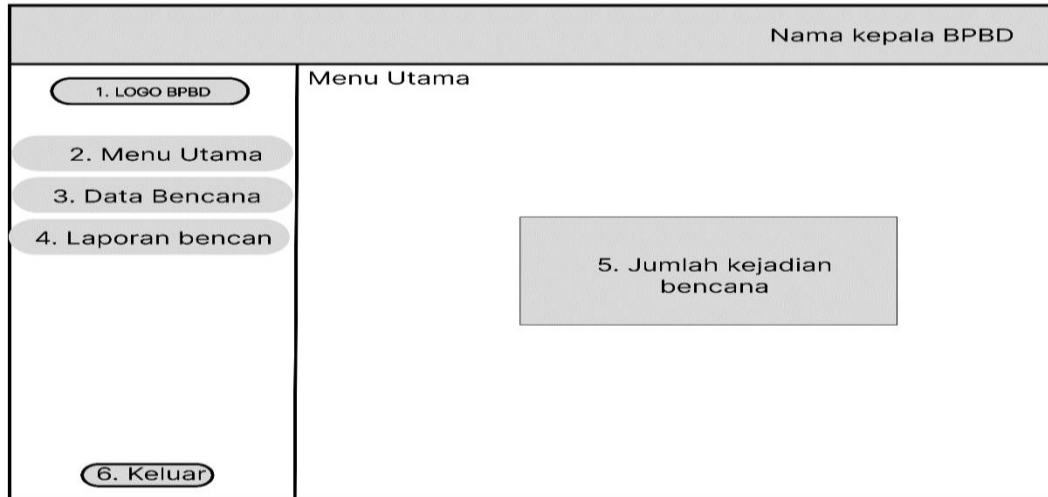 Nama kepala BPBD
1. LOGO BPBD
Menu Utama
2. Menu Utama
3. Data Bencana
4. Laporan bencan
5. Jumlah kejadian
bencana
6. Keluar